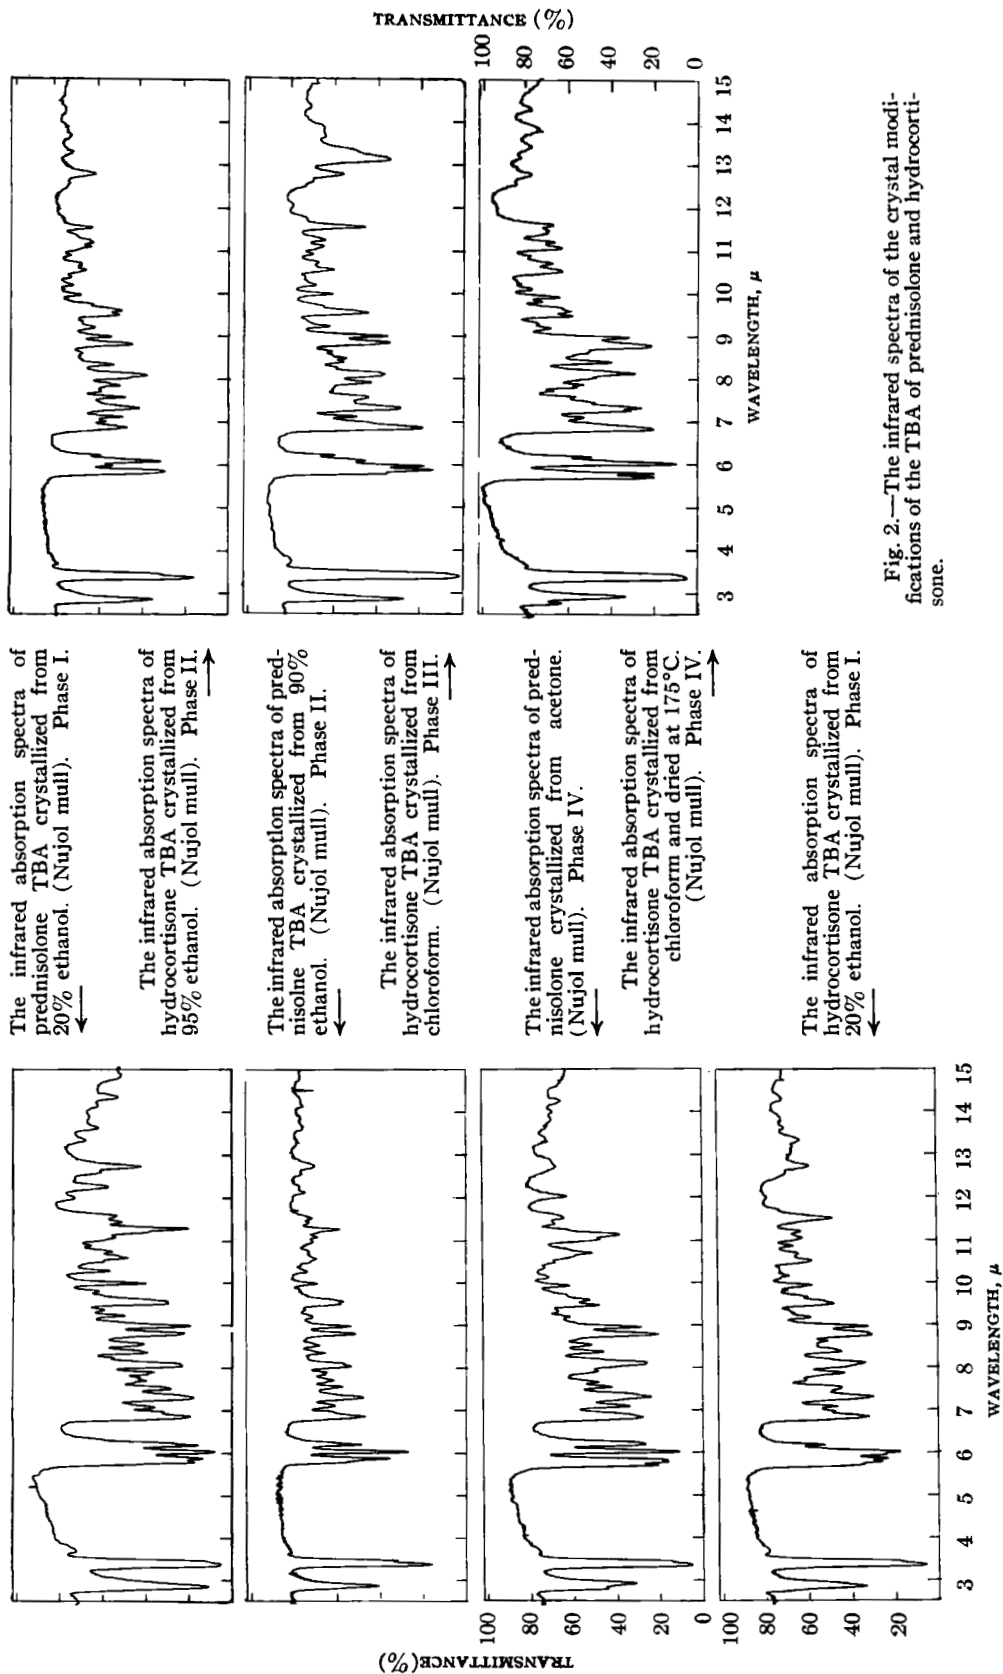 TRANSMITTANCE (%)
100 80 60 40 20 0
3 4 5 6 7 8 9 10 11 12 13 14 15
WAVELENGTH, μ
The infrared absorption spectra of
prednisolone TBA crystallized from
20% ethanol. (Nujol mull). Phase I.
←
The infrared absorption spectra of
hydrocortisone TBA crystallized from
95% ethanol. (Nujol mull). Phase II.
→
The infrared absorption spectra of pred-
nisolne TBA crystallized from 90%
ethanol. (Nujol mull). Phase II.
←
The infrared absorption spectra of
hydrocortisone TBA crystallized from
chloroform. (Nujol mull). Phase III.
→
The infrared absorption spectra of pred-
nisolone crystallized from acetone.
(Nujol mull). Phase IV.
←
The infrared absorption spectra of
hydrocortisone TBA crystallized from
chloroform and dried at 175°C.
(Nujol mull). Phase IV.
→
The infrared absorption spectra of
hydrocortisone TBA crystallized from
20% ethanol. (Nujol mull). Phase I.
←
Fig. 2.—The infrared spectra of the crystal modi-
fications of the TBA of prednisolone and hydrocorti-
sone.
TRANSMITTANCE (%)
100 80 60 40 20 0
100 80 60 40 20
3 4 5 6 7 8 9 10 11 12 13 14 15
WAVELENGTH, μ